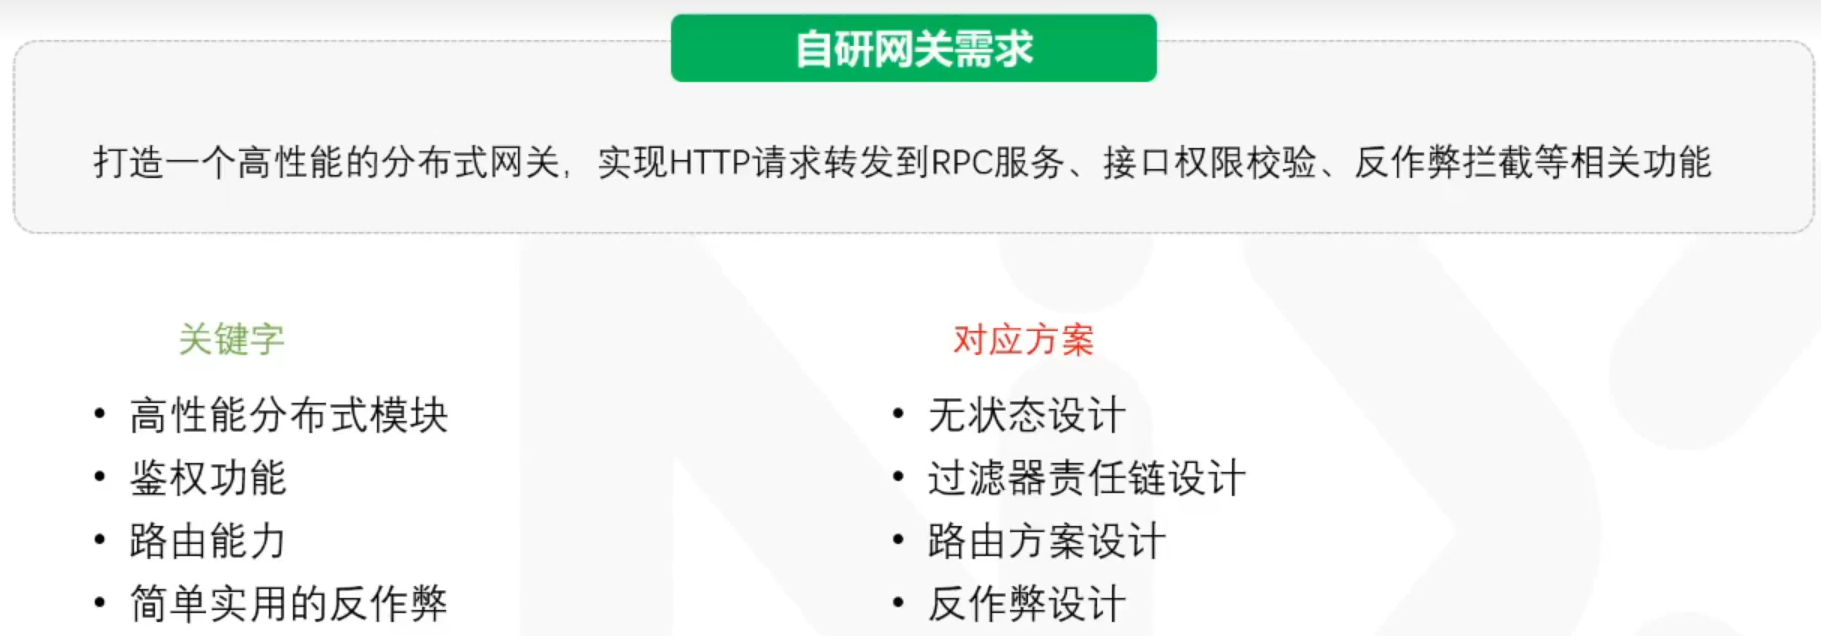 自研网关需求
打造一个高性能的分布式网关，实现HTTP请求转发到RPC服务、接口权限校验、反作弊拦截等相关功能
关键字
• 高性能分布式模块
• 鉴权功能
• 路由能力
• 简单实用的反作弊
对应方案
• 无状态设计
• 过滤器责任链设计
• 路由方案设计
• 反作弊设计